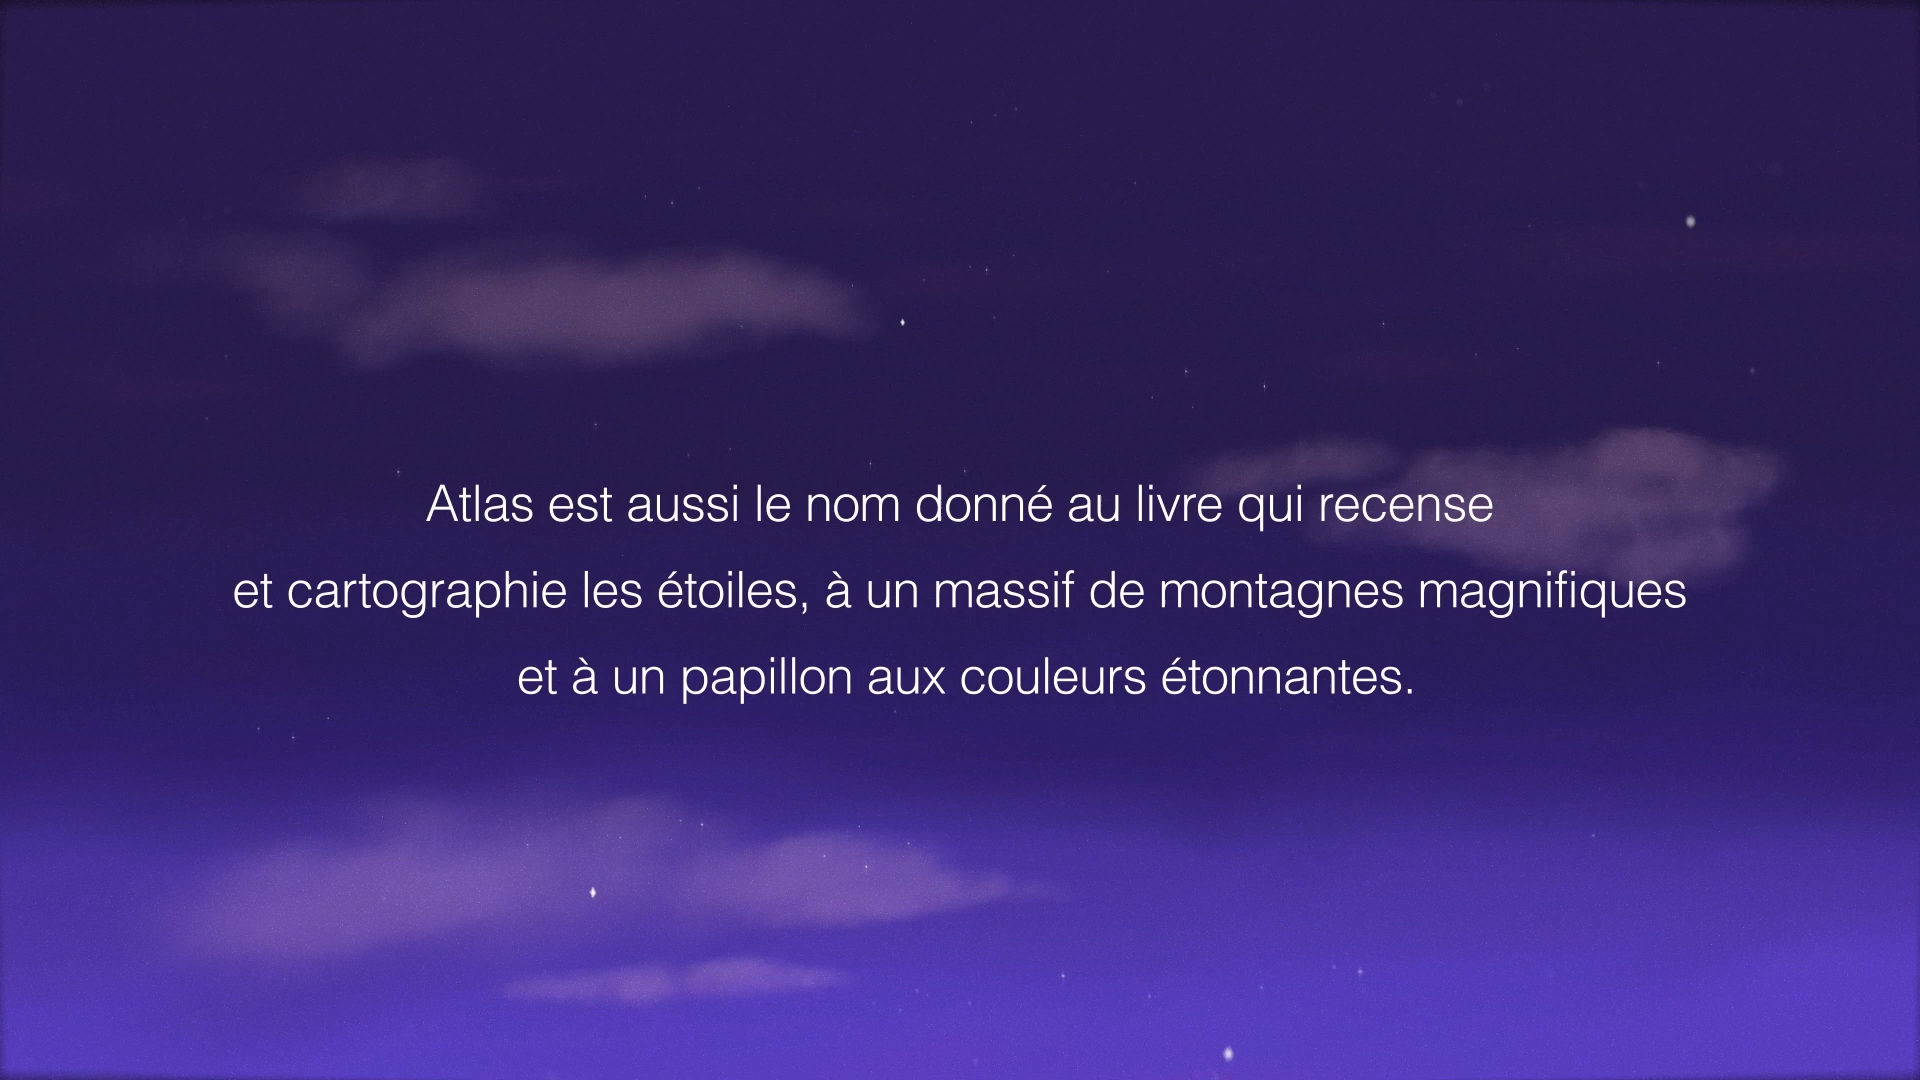 Atlas est aussi le nom donné au livre qui recense
et cartographie les étoiles, à un massif de montagnes magnifiques
et à un papillon aux couleurs étonnantes.